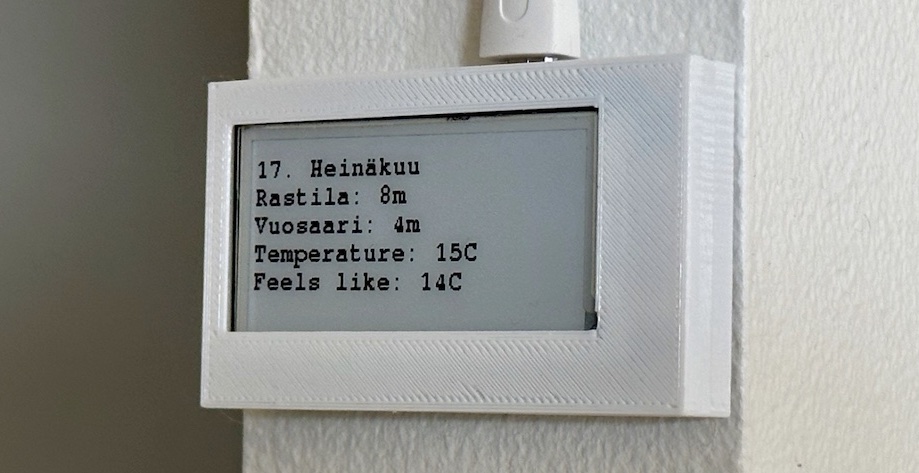 17. Heinäkuu
Rastila: 8m
Vuosaari: 4m
Temperature: 15C
Feels like: 14C